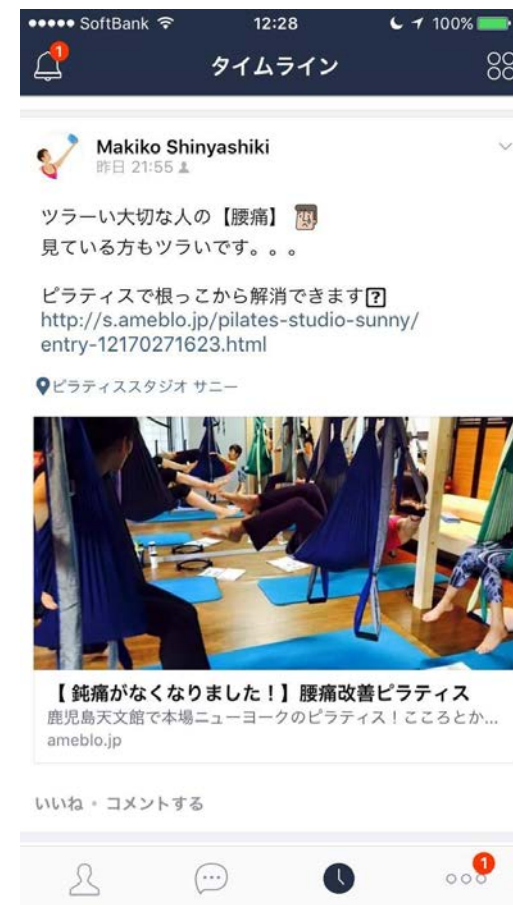 SoftBank 12:28 100%
1
タイムライン
Makiko Shinyashiki
昨日 21:55
ツラーい大切な人の【腰痛】
見ている方もツラいです。。。
ピラティスで根っこから解消できます?
http://s.ameblo.jp/pilates-studio-sunny/
entry-12170271623.html
ピラティススタジオ サニー
【 鈍痛がなくなりました！】腰痛改善ピラティス
鹿児島天文館で本場ニューヨークのピラティス！こころとか...
ameblo.jp
いいね • コメントする
1